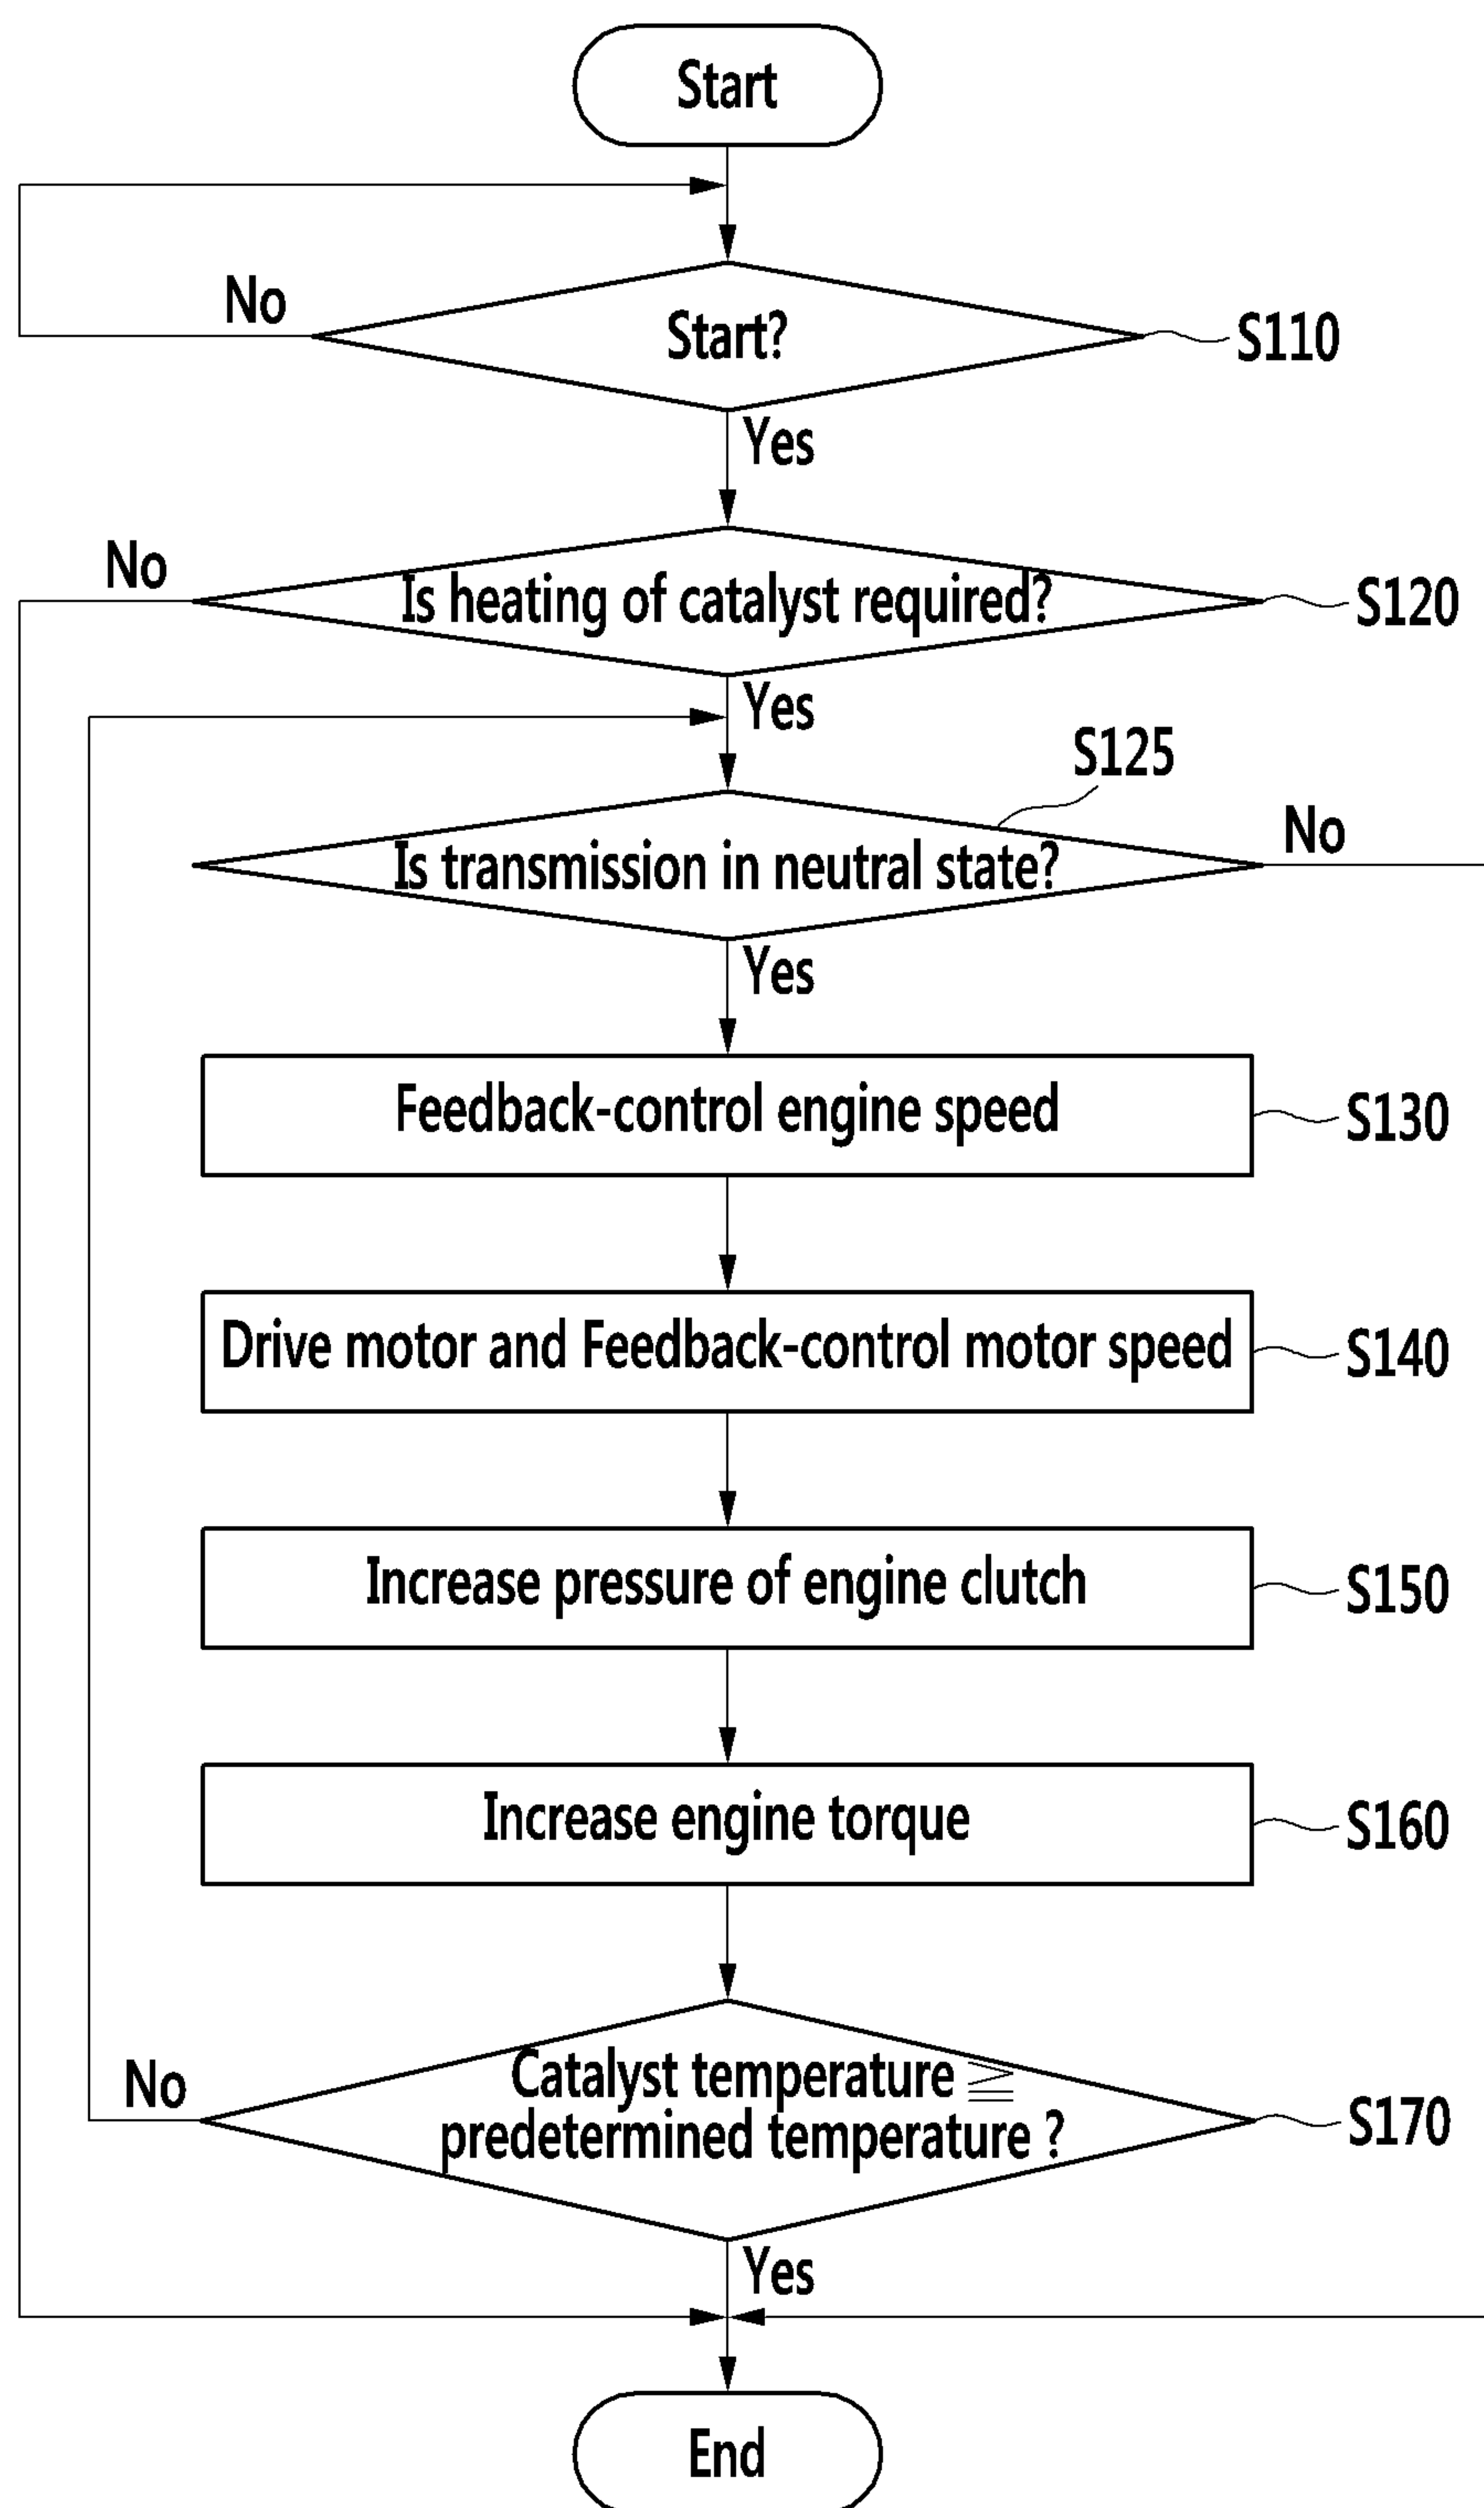 Start
Start?
No
S110
Yes
No
Is heating of catalyst required?
S120
Yes
S125
Is transmission in neutral state?
No
Yes
Feedback-control engine speed
S130
Drive motor and Feedback-control motor speed
S140
Increase pressure of engine clutch
S150
Increase engine torque
S160
No
Catalyst temperature ≧
predetermined temperature ?
S170
Yes
End